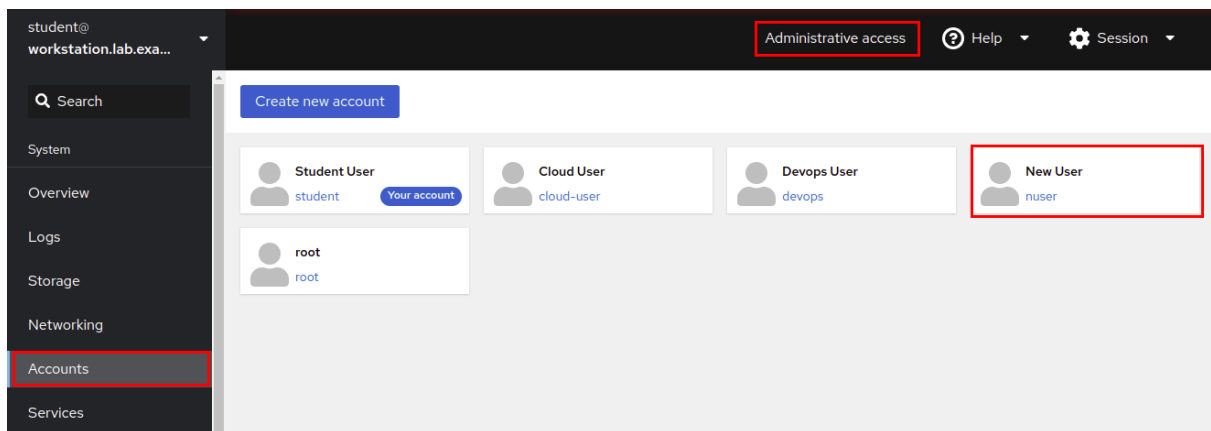 student@
workstation.lab.exa...
Administrative access
Help
Session
Search
System
Overview
Logs
Storage
Networking
Accounts
Services
Create new account
Student User
student
Your account
Cloud User
cloud-user
Devops User
devops
New User
nuser
root
root